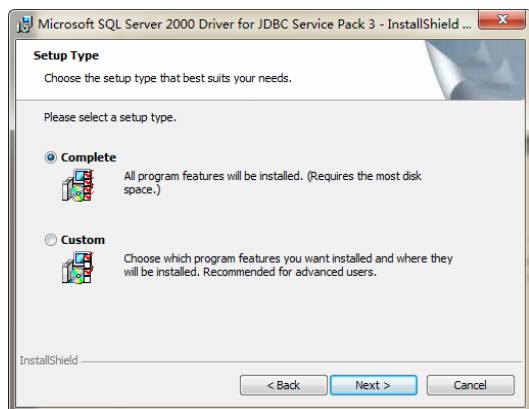 Microsoft SQL Server 2000 Driver for JDBC Service Pack 3 - InstallShield ...
Setup Type
Choose the setup type that best suits your needs.
Please select a setup type.
Complete
All program features will be installed. (Requires the most disk
space.)
Custom
Choose which program features you want installed and where they
will be installed. Recommended for advanced users.
InstallShield
< Back
Next >
Cancel